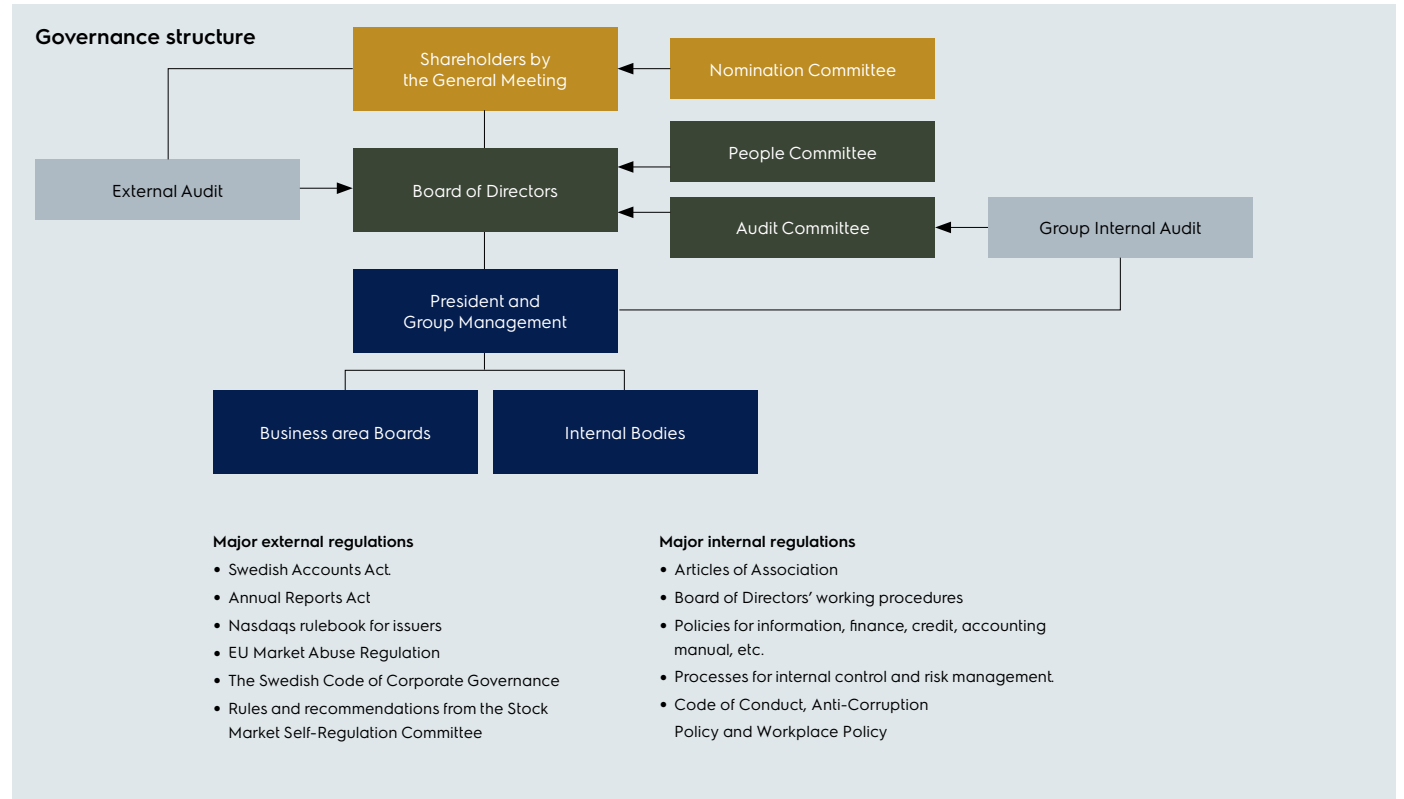 Governance structure
Shareholders by
the General Meeting
Nomination Committee
People Committee
External Audit
Board of Directors
Audit Committee
Group Internal Audit
President and
Group Management
Business area Boards
Internal Bodies
Major external regulations
• Swedish Accounts Act.
• Annual Reports Act
• Nasdaqs rulebook for issuers
• EU Market Abuse Regulation
• The Swedish Code of Corporate Governance
• Rules and recommendations from the Stock
Market Self-Regulation Committee
Major internal regulations
• Articles of Association
• Board of Directors’ working procedures
• Policies for information, finance, credit, accounting
manual, etc.
• Processes for internal control and risk management.
• Code of Conduct, Anti-Corruption
Policy and Workplace Policy